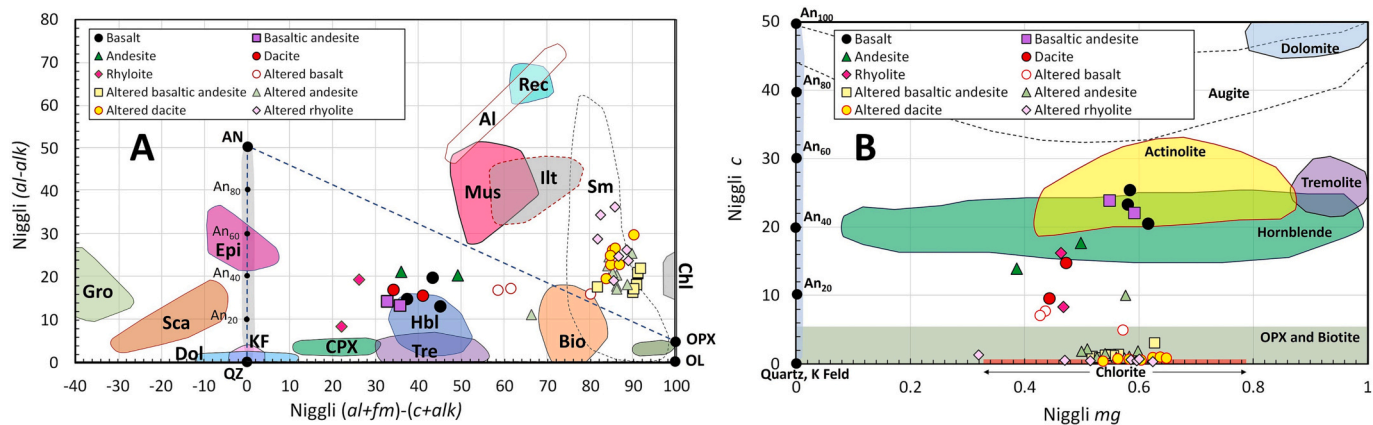 80
70
60
50
40
30
20
10
0
-40
-30
-20
-10
0
10
20
30
40
50
60
70
80
90
100
Niggli (al-alk)
Niggli (al+fm)-(c+alk)
Basalt
Basaltic andesite
Andesite
Dacite
Rhyloite
Altered basalt
Altered basaltic andesite
Altered andesite
Altered dacite
Altered rhyolite
A
AN
An80
An60
An40
An20
Rec
Al
Mus
Ilt
Sm
Epi
Gro
Sca
Dol
KF
QZ
CPX
Hbl
Tre
Bio
Chl
OPX
OL
50
40
30
20
10
0
0.2
0.4
0.6
0.8
1
Niggli c
Niggli mg
An100
An80
An60
An40
An20
Quartz, K Feld
Basalt
Basaltic andesite
Andesite
Dacite
Rhyolite
Altered basalt
Altered basaltic andesite
Altered andesite
Altered dacite
Altered rhyolite
B
Dolomite
Augite
Actinolite
Tremolite
Hornblende
OPX and Biotite
Chlorite